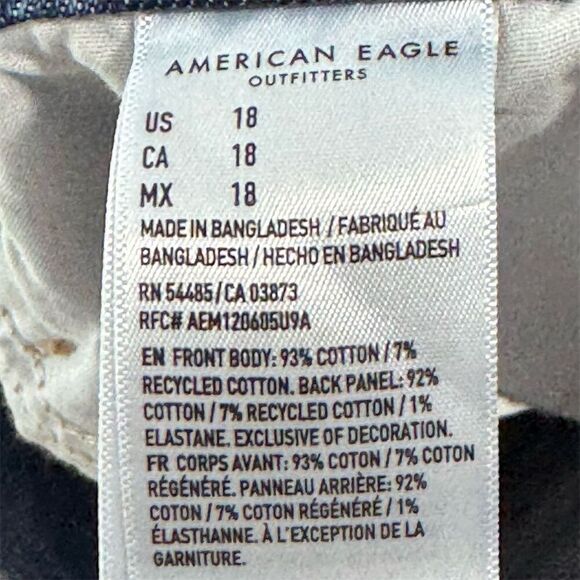 AMERICAN EAGLE
OUTFITTERS
US 18
CA 18
MX 18
MADE IN BANGLADESH / FABRIQUÉ AU
BANGLADESH / HECHO EN BANGLADESH
RN 54485/CA 03873
RFC# AEM120605U9A
EN FRONT BODY: 93% COTTON / 7%
RECYCLED COTTON. BACK PANEL: 92%
COTTON / 7% RECYCLED COTTON / 1%
ELASTANE. EXCLUSIVE OF DECORATION.
FR CORPS AVANT: 93% COTON / 7% COTON
RÉGÉNÉRÉ. PANNEAU ARRIÈRE: 92%
COTON / 7% COTON RÉGÉNÉRÉ / 1%
ÉLASTHANNE. À L'EXCEPTION DE LA
GARNITURE.